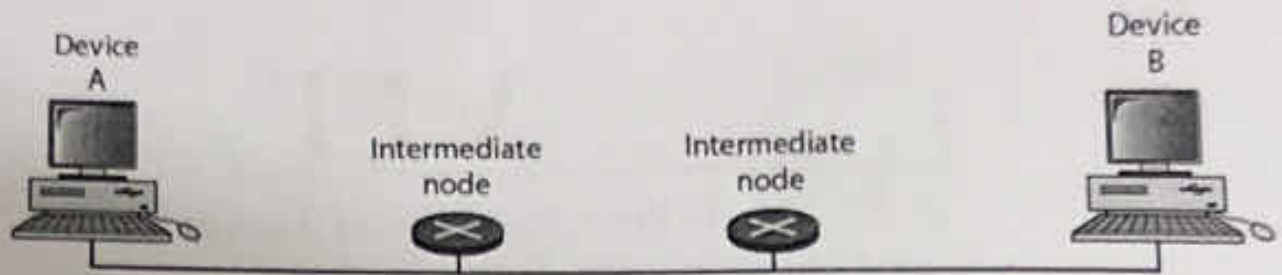 Device
A
Intermediate
node
Intermediate
node
Device
B